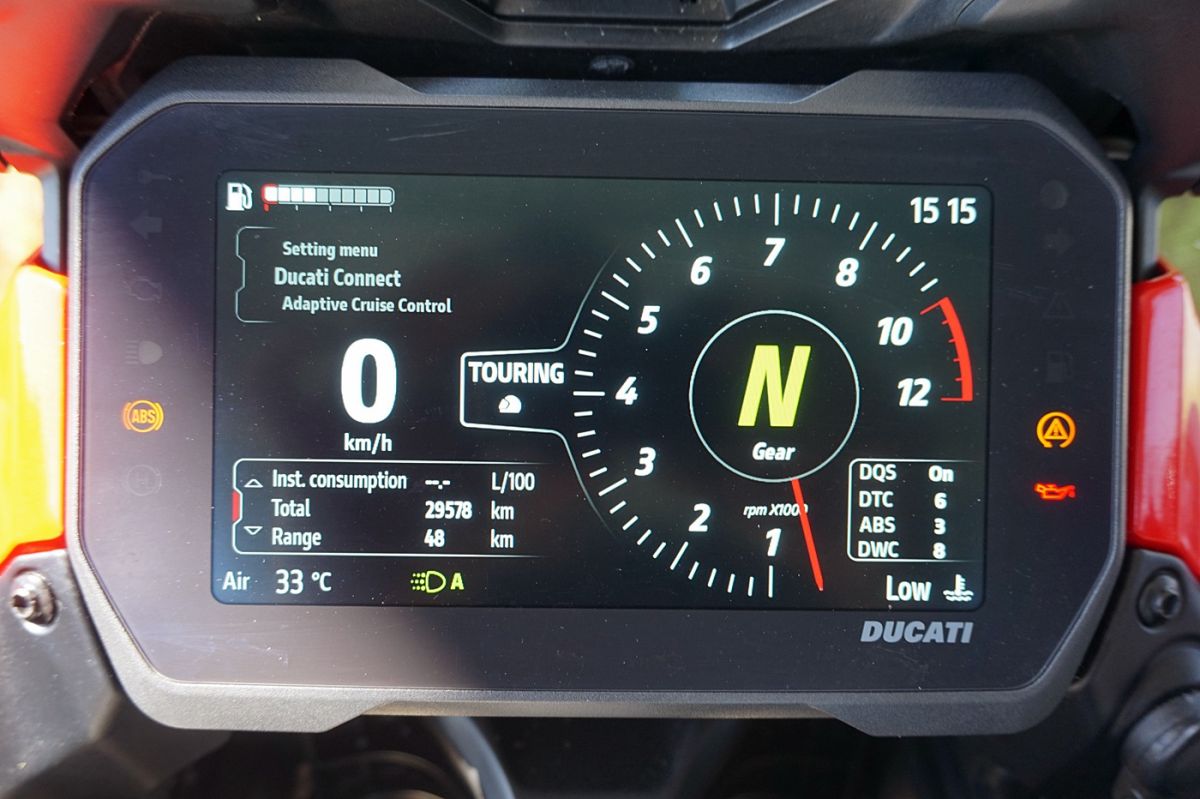 15 15
Setting menu
Ducati Connect
Adaptive Cruise Control
0
km/h
TOURING
1
2
3
4
5
6
7
8
10
12
N
Gear
rpm X1000
Inst. consumption --.- L/100
Total 29578 km
Range 48 km
DQS On
DTC 6
ABS 3
DWC 8
Air 33 °C
A
Low
ABS
DUCATI